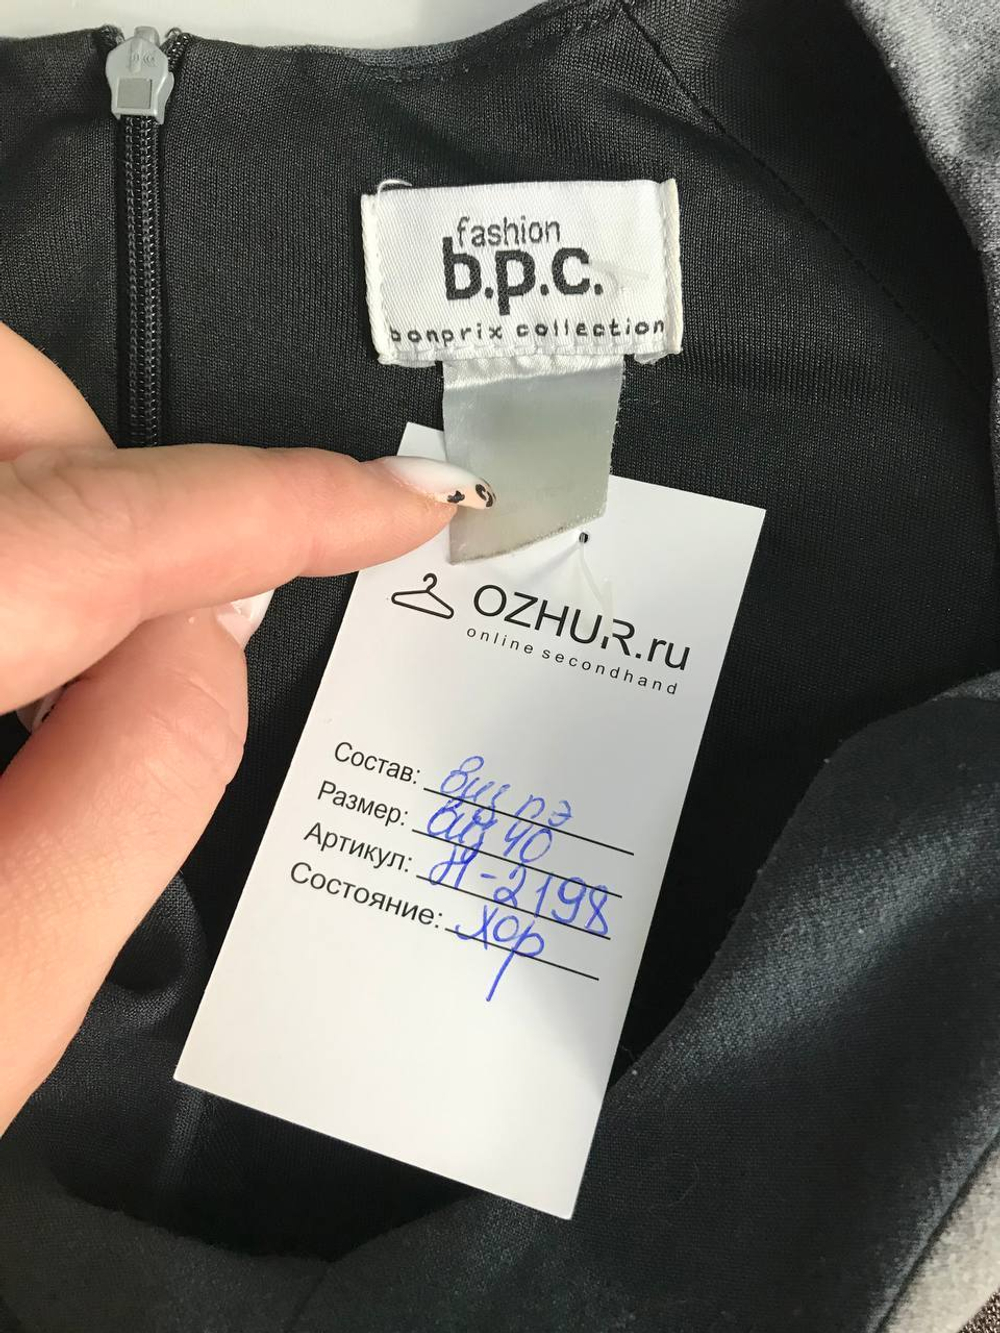 fashion
b.p.c.
bonprix collection
OZHUR.ru
online secondhand
Состав: вис пэ
Размер: 40
Артикул: Н-2198
Состояние: хор